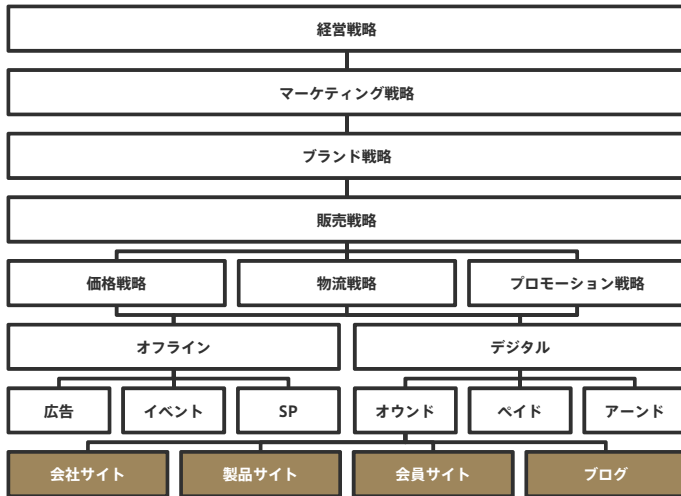 経営戦略
マーケティング戦略
ブランド戦略
販売戦略
価格戦略
物流戦略
プロモーション戦略
オフライン
デジタル
広告
イベント
SP
オウンド
ペイド
アーンド
会社サイト
製品サイト
会員サイト
ブログ